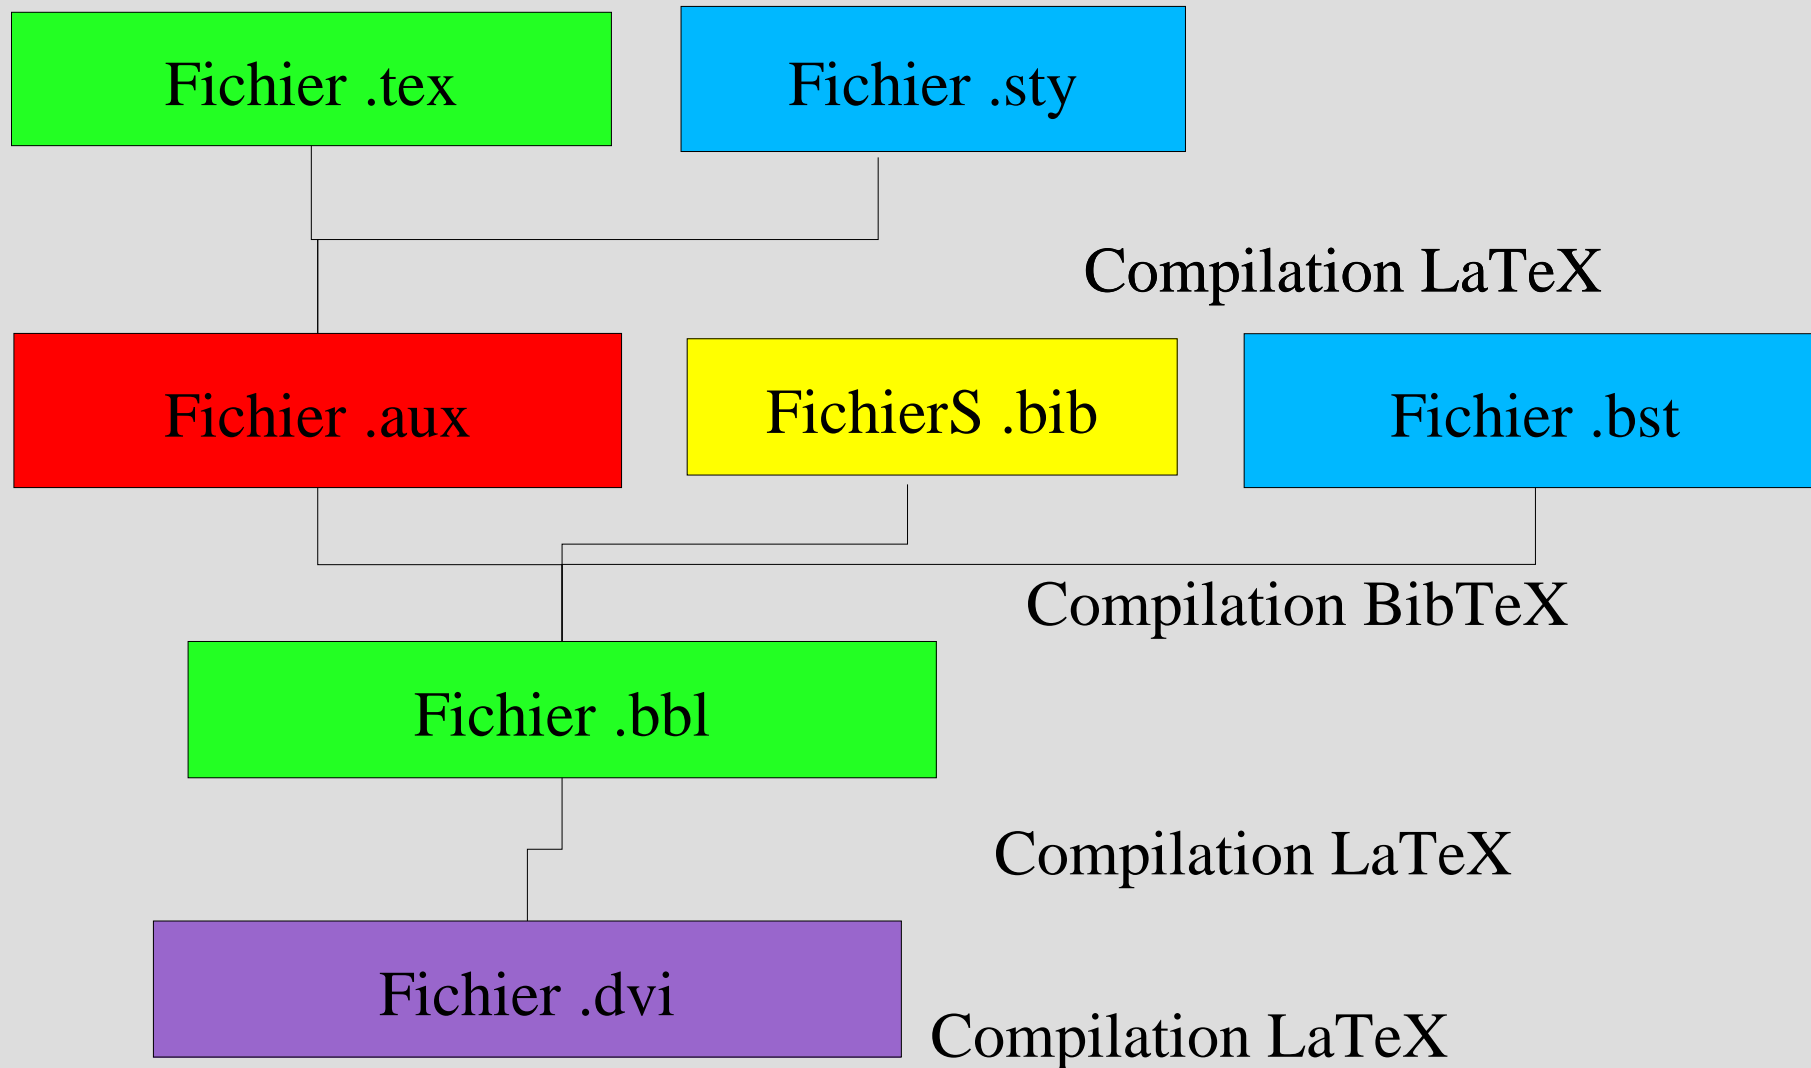 Fichier .tex
Fichier .sty
Compilation LaTeX
Fichier .aux
FichierS .bib
Fichier .bst
Compilation BibTeX
Fichier .bbl
Compilation LaTeX
Fichier .dvi
Compilation LaTeX